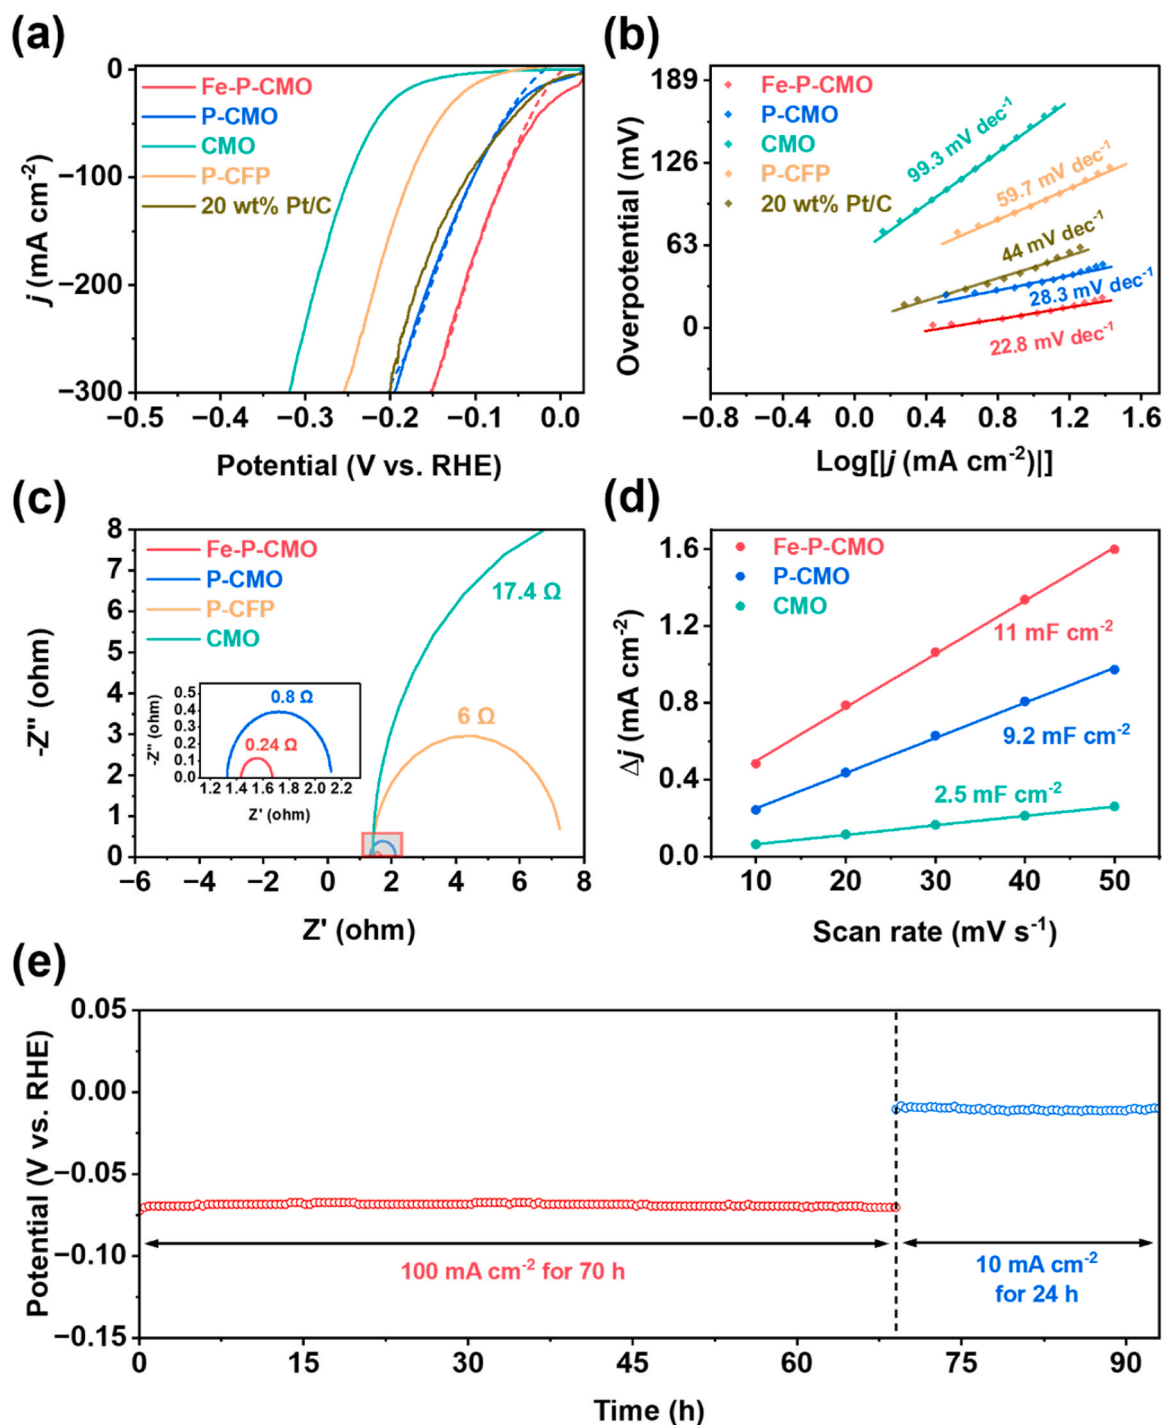 (a)
0
−100
−200
−300
j (mA cm⁻²)
Fe-P-CMO
P-CMO
CMO
P-CFP
20 wt% Pt/C
−0.5
−0.4
−0.3
−0.2
−0.1
0.0
Potential (V vs. RHE)
(b)
189
126
63
0
Overpotential (mV)
Fe-P-CMO
P-CMO
CMO
P-CFP
20 wt% Pt/C
99.3 mV dec⁻¹
59.7 mV dec⁻¹
44 mV dec⁻¹
28.3 mV dec⁻¹
22.8 mV dec⁻¹
−0.8
−0.4
0.0
0.4
0.8
1.2
1.6
Log[|j (mA cm⁻²)|]
(c)
8
7
6
5
4
3
2
1
0
-Z" (ohm)
Fe-P-CMO
P-CMO
P-CFP
CMO
17.4 Ω
6 Ω
0.5
0.4
0.3
0.2
0.1
0.0
-Z" (ohm)
0.8 Ω
0.24 Ω
1.2
1.4
1.6
1.8
2.0
2.2
Z' (ohm)
−6
−4
−2
0
2
4
6
8
Z' (ohm)
(d)
1.6
1.2
0.8
0.4
0.0
Δj (mA cm⁻²)
Fe-P-CMO
P-CMO
CMO
11 mF cm⁻²
9.2 mF cm⁻²
2.5 mF cm⁻²
10
20
30
40
50
Scan rate (mV s⁻¹)
(e)
0.05
0.00
−0.05
−0.10
−0.15
Potential (V vs. RHE)
100 mA cm⁻² for 70 h
10 mA cm⁻²
for 24 h
0
15
30
45
60
75
90
Time (h)